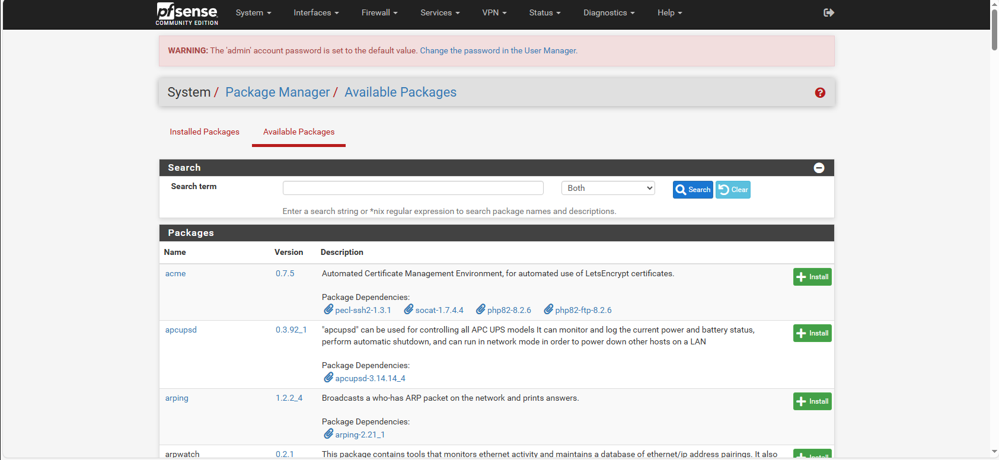 pfsense
COMMUNITY EDITION
System Interfaces Firewall Services VPN Status Diagnostics Help
WARNING: The 'admin' account password is set to the default value. Change the password in the User Manager.
System / Package Manager / Available Packages
Installed Packages Available Packages
Search
Search term Both Search Clear
Enter a search string or *nix regular expression to search package names and descriptions.
Packages
Name Version Description
acme 0.7.5 Automated Certificate Management Environment, for automated use of LetsEncrypt certificates. Install
Package Dependencies:
pecl-ssh2-1.3.1 socat-1.7.4.4 php82-8.2.6 php82-ftp-8.2.6
apcupsd 0.3.92_1 "apcupsd" can be used for controlling all APC UPS models It can monitor and log the current power and battery status, Install
perform automatic shutdown, and can run in network mode in order to power down other hosts on a LAN
Package Dependencies:
apcupsd-3.14.14_4
arping 1.2.2_4 Broadcasts a who-has ARP packet on the network and prints answers. Install
Package Dependencies:
arping-2.21_1
arpwatch 0.2.1 This package contains tools that monitors ethernet activity and maintains a database of ethernet/ip address pairings. It also Install